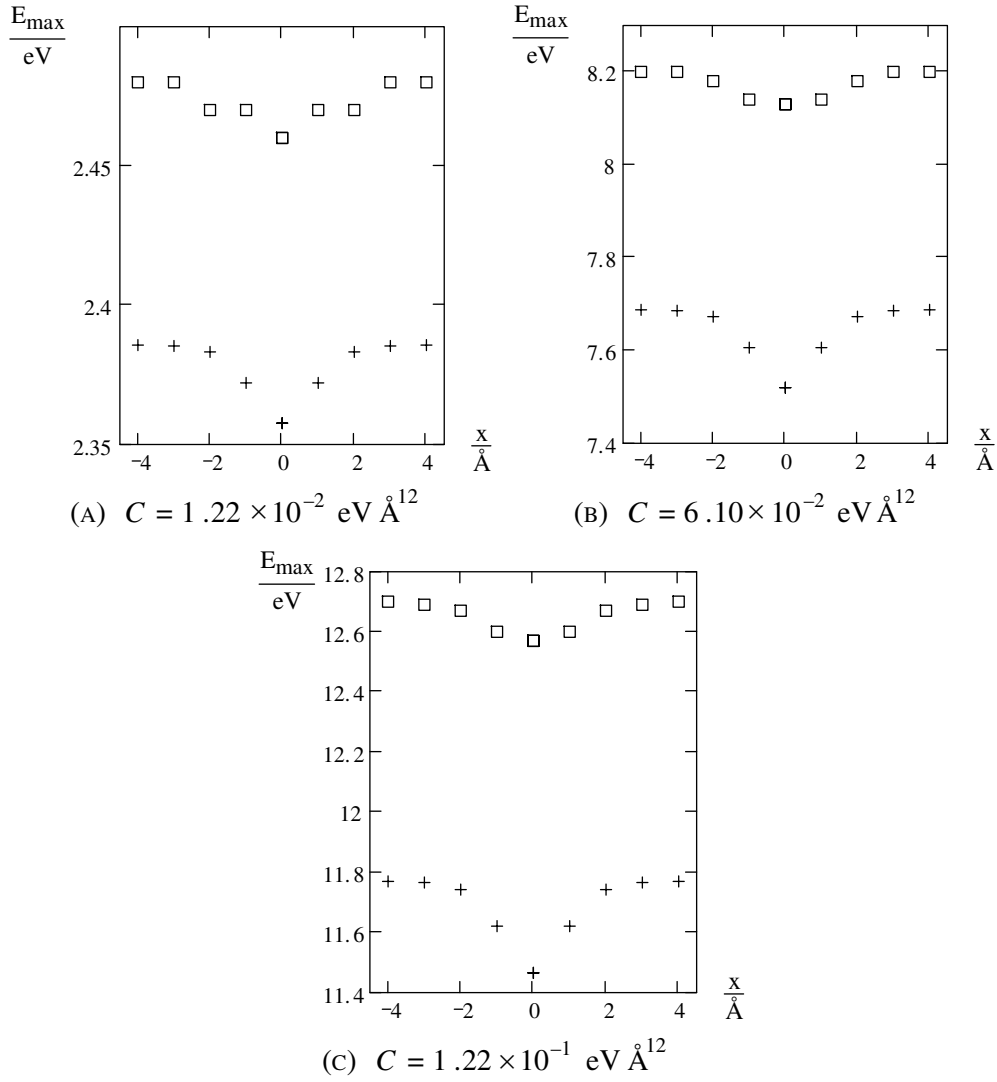 E_max
eV
2.45
2.4
2.35
−4 −2 0 2 4
x
Å
(A) C = 1.22 × 10^−2 eV Å^12
E_max
eV
8.2
8
7.8
7.6
7.4
−4 −2 0 2 4
x
Å
(B) C = 6.10 × 10^−2 eV Å^12
E_max
eV
12.8
12.6
12.4
12.2
12
11.8
11.6
11.4
−4 −2 0 2 4
x
Å
(C) C = 1.22 × 10^−1 eV Å^12